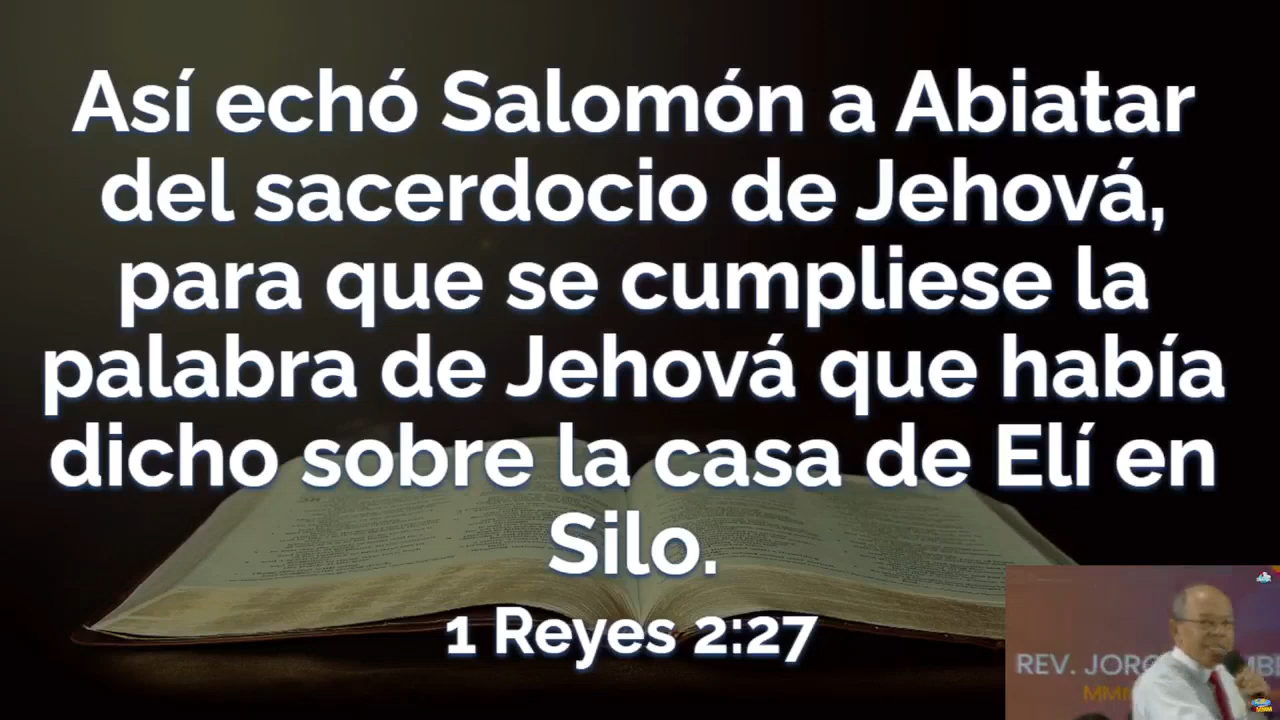 Así echó Salomón a Abiatar
del sacerdocio de Jehová,
para que se cumpliese la
palabra de Jehová que había
dicho sobre la casa de Elí en
Silo.
1 Reyes 2:27
REV.